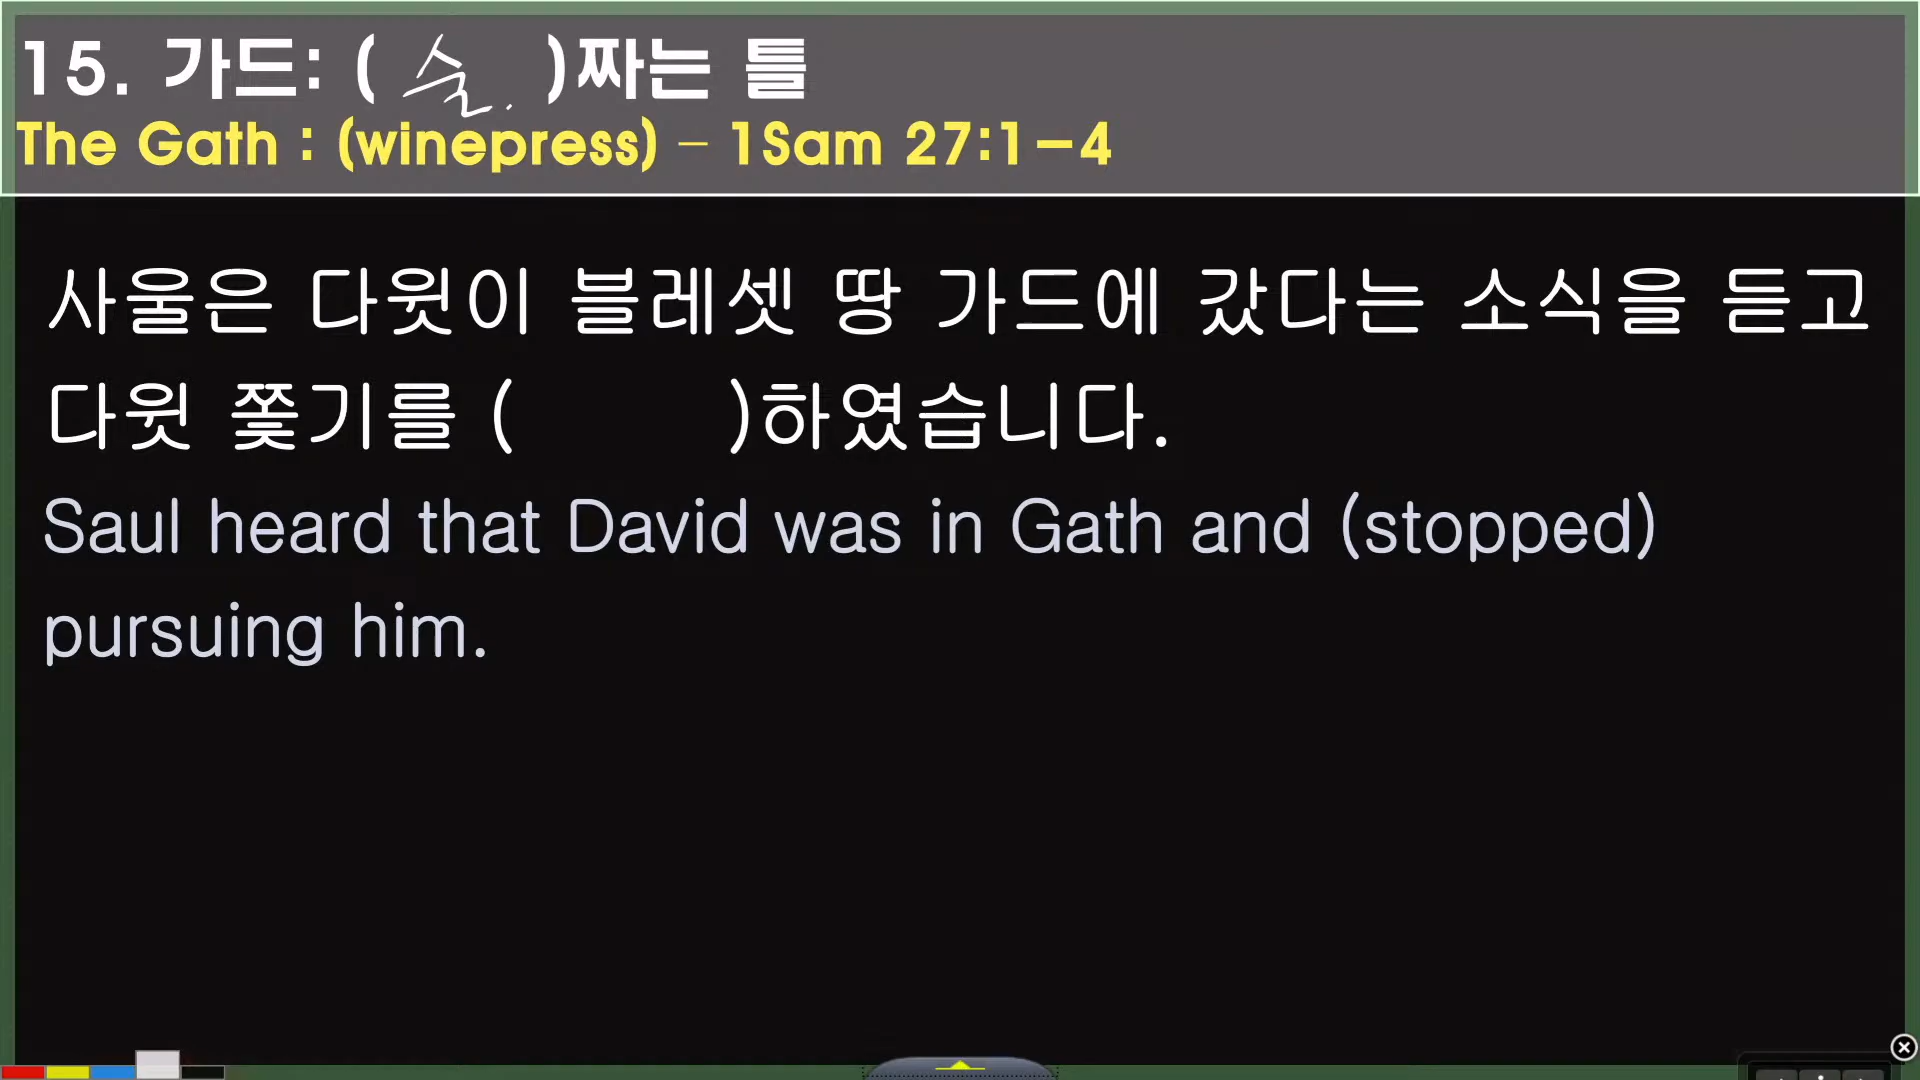 15. 가드: ( 술. )짜는 틀
The Gath : (winepress) – 1Sam 27:1-4
사울은 다윗이 블레셋 땅 가드에 갔다는 소식을 듣고
다윗 쫓기를 (          )하였습니다.
Saul heard that David was in Gath and (stopped)
pursuing him.